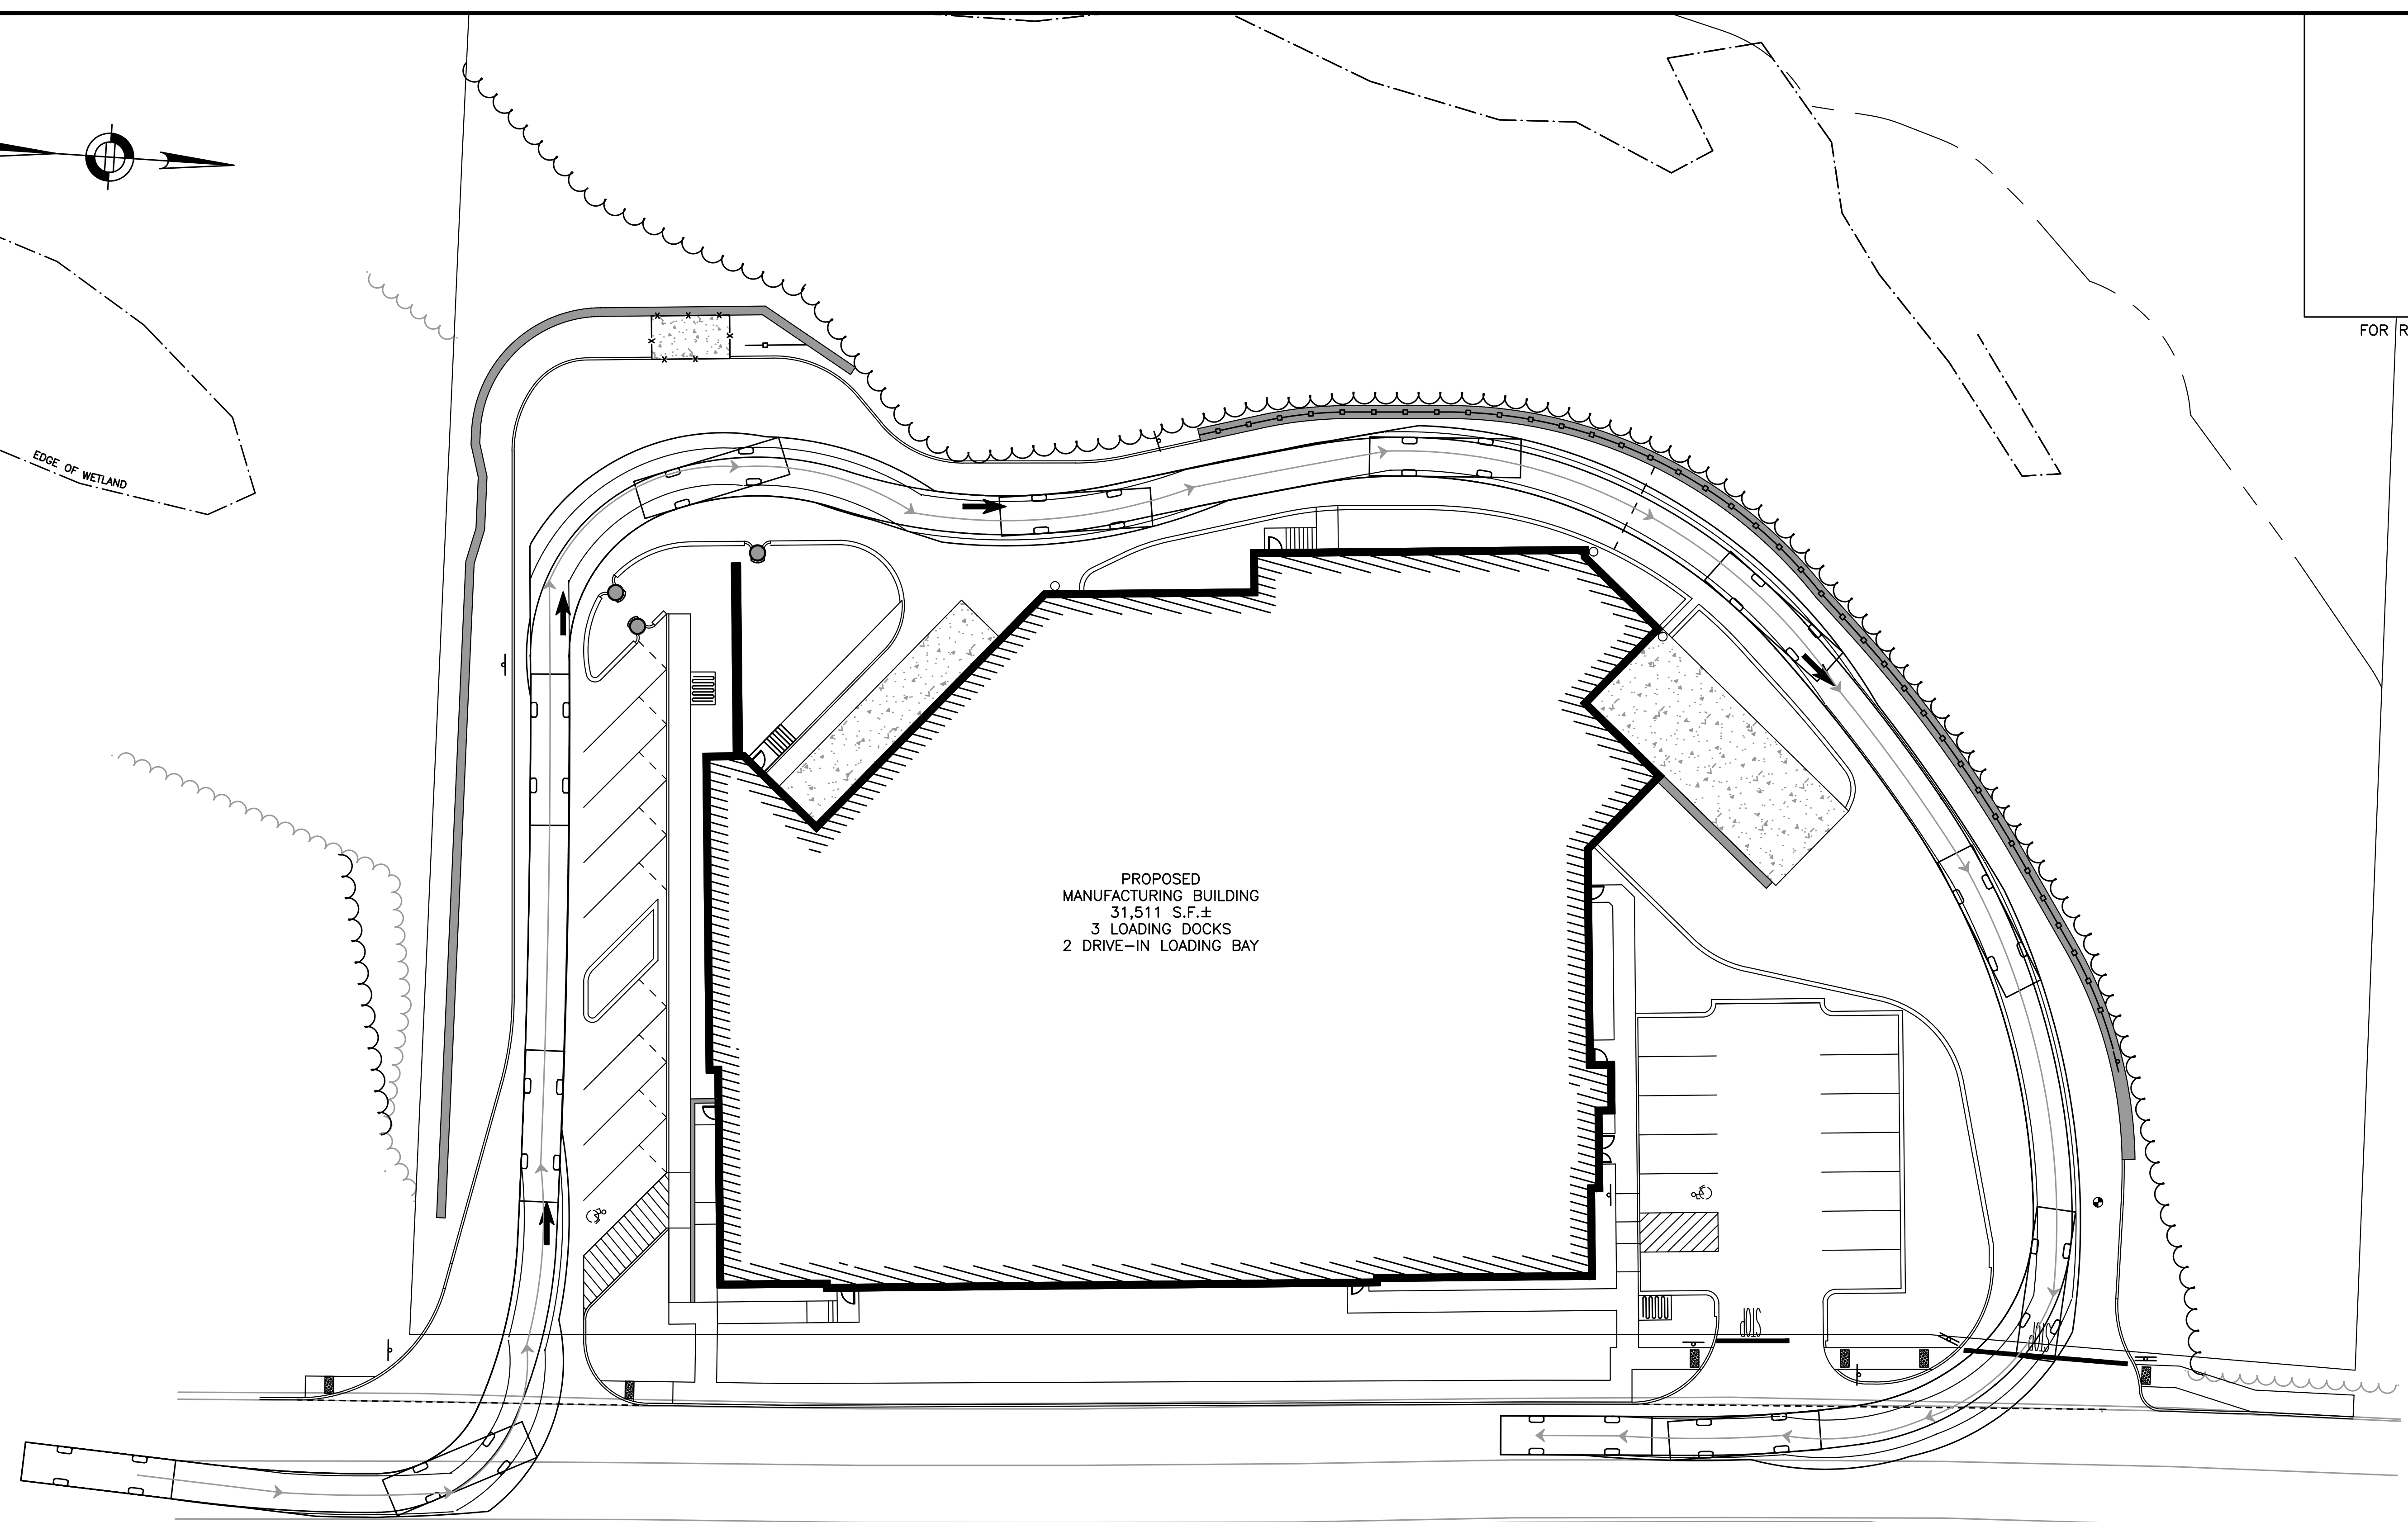 FOR R
EDGE OF WETLAND
PROPOSED
MANUFACTURING BUILDING
31,511 S.F.±
3 LOADING DOCKS
2 DRIVE-IN LOADING BAY
STOP
STOP